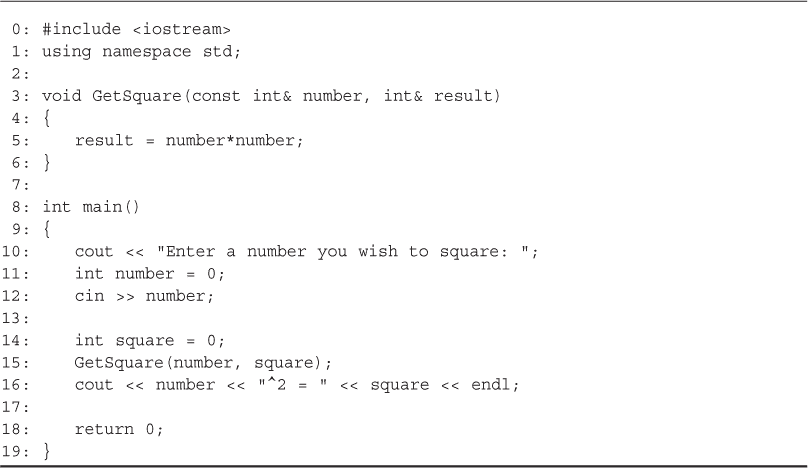 0: #include <iostream>
1: using namespace std;
2:
3: void GetSquare(const int& number, int& result)
4: {
5:    result = number*number;
6: }
7:
8: int main()
9: {
10:    cout << "Enter a number you wish to square: ";
11:    int number = 0;
12:    cin >> number;
13:
14:    int square = 0;
15:    GetSquare(number, square);
16:    cout << number << "^2 = " << square << endl;
17:
18:    return 0;
19: }